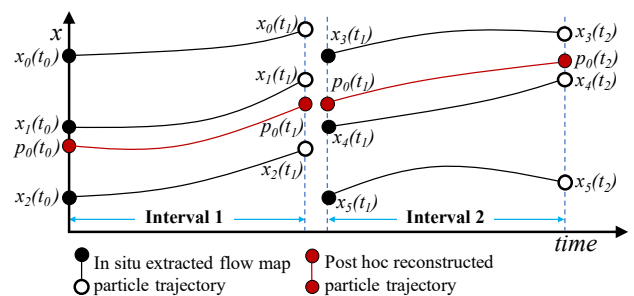 x
x₀(t₁)
x₃(t₁)
x₃(t₂)
x₀(t₀)
p₀(t₂)
x₁(t₁)
p₀(t₁)
x₄(t₂)
x₁(t₀)
p₀(t₁)
x₄(t₁)
p₀(t₀)
x₂(t₁)
x₅(t₂)
x₂(t₀)
x₅(t₁)
Interval 1
Interval 2
time
In situ extracted flow map
particle trajectory
Post hoc reconstructed
particle trajectory